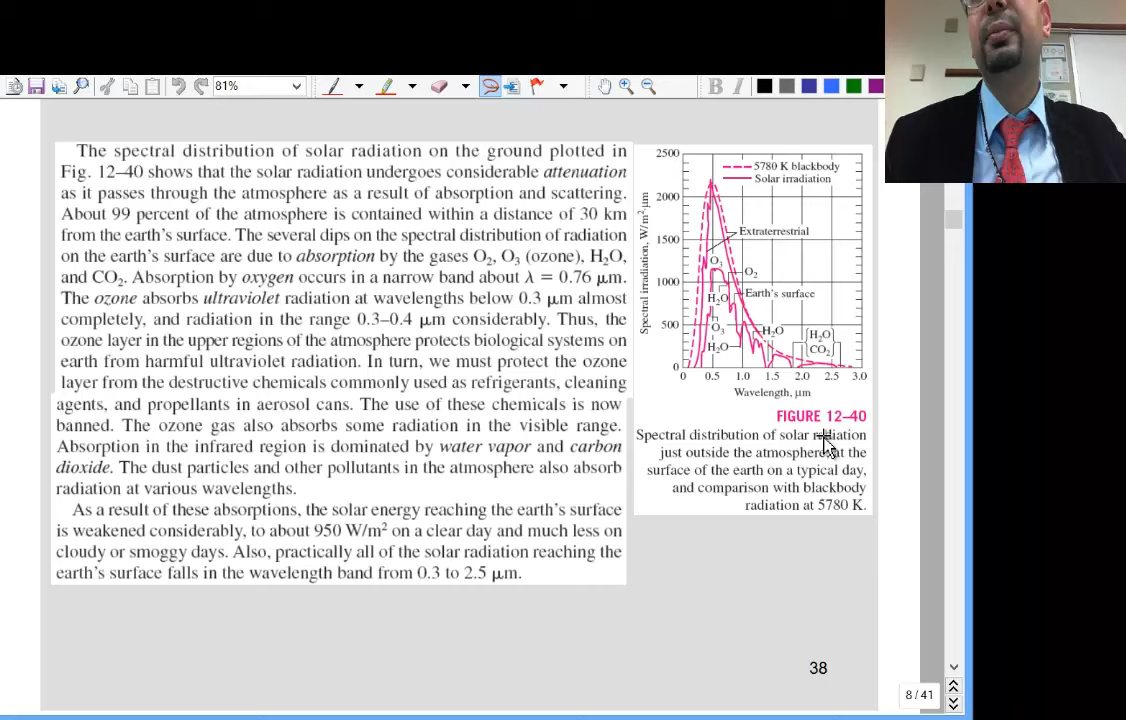 81%
B I
The spectral distribution of solar radiation on the ground plotted in
Fig. 12–40 shows that the solar radiation undergoes considerable attenuation
as it passes through the atmosphere as a result of absorption and scattering.
About 99 percent of the atmosphere is contained within a distance of 30 km
from the earth's surface. The several dips on the spectral distribution of radiation
on the earth's surface are due to absorption by the gases O₂, O₃ (ozone), H₂O,
and CO₂. Absorption by oxygen occurs in a narrow band about λ = 0.76 μm.
The ozone absorbs ultraviolet radiation at wavelengths below 0.3 μm almost
completely, and radiation in the range 0.3–0.4 μm considerably. Thus, the
ozone layer in the upper regions of the atmosphere protects biological systems on
earth from harmful ultraviolet radiation. In turn, we must protect the ozone
layer from the destructive chemicals commonly used as refrigerants, cleaning
agents, and propellants in aerosol cans. The use of these chemicals is now
banned. The ozone gas also absorbs some radiation in the visible range.
Absorption in the infrared region is dominated by water vapor and carbon
dioxide. The dust particles and other pollutants in the atmosphere also absorb
radiation at various wavelengths.
As a result of these absorptions, the solar energy reaching the earth's surface
is weakened considerably, to about 950 W/m² on a clear day and much less on
cloudy or smoggy days. Also, practically all of the solar radiation reaching the
earth's surface falls in the wavelength band from 0.3 to 2.5 μm.
2500
5780 K blackbody
Solar irradiation
2000
Extraterrestrial
1500
O₃
O₂
1000
Earth's surface
H₂O
500
O₃
H₂O
H₂O
H₂O
CO₂
0
0 0.5 1.0 1.5 2.0 2.5 3.0
Spectral irradiation, W/m²·μm
Wavelength, μm
FIGURE 12–40
Spectral distribution of solar radiation
just outside the atmosphere, at the
surface of the earth on a typical day,
and comparison with blackbody
radiation at 5780 K.
38
8 / 41